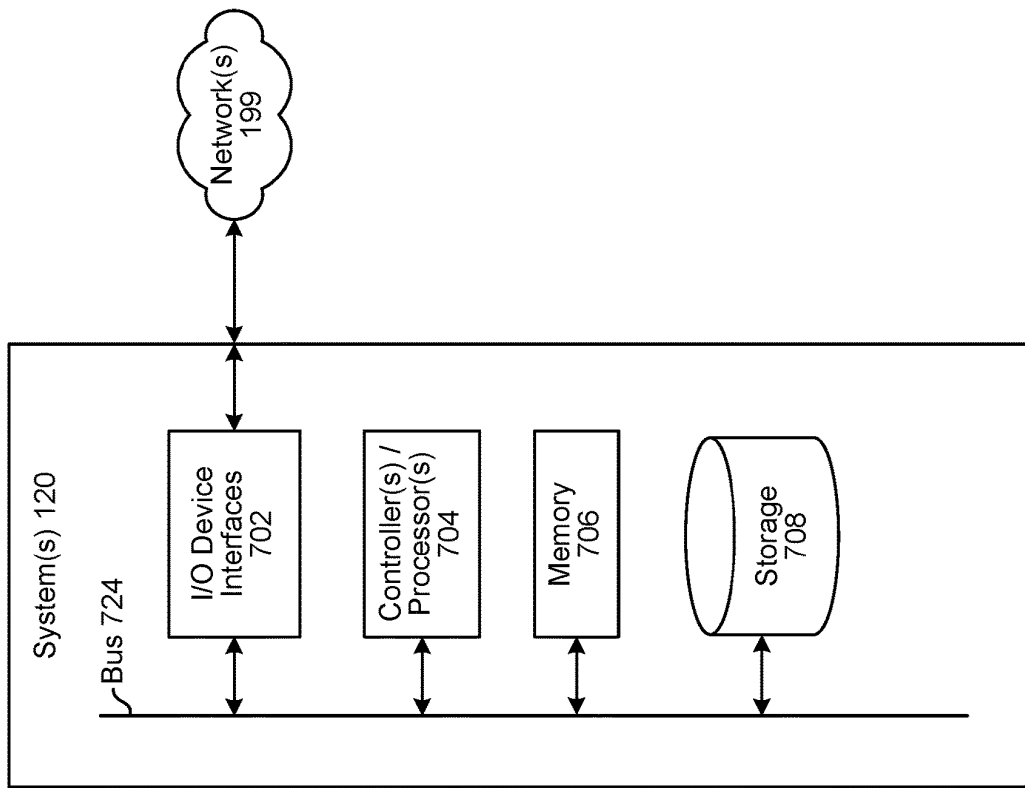 System(s) 120
Bus 724
I/O Device
Interfaces
702
Controller(s) /
Processor(s)
704
Memory
706
Storage
708
Network(s)
199